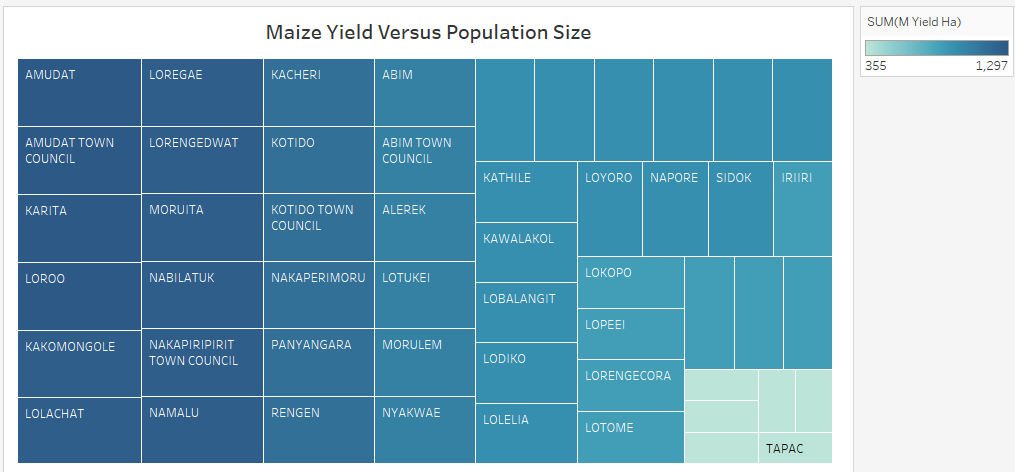 Maize Yield Versus Population Size
SUM(M Yield Ha)
355
1,297
AMUDAT
AMUDAT TOWN
COUNCIL
KARITA
LOROO
KAKOMONGOLE
LOLACHAT
LOREGAE
LORENGEDWAT
MORUITA
NABILATUK
NAKAPIRIPIRIT
TOWN COUNCIL
NAMALU
KACHERI
KOTIDO
KOTIDO TOWN
COUNCIL
NAKAPERIMORU
PANYANGARA
RENGEN
ABIM
ABIM TOWN
COUNCIL
ALEREK
LOTUKEI
MORULEM
NYAKWAE
KATHILE
KAWALAKOL
LOBALANGIT
LODIKO
LOLELIA
LOYORO
NAPORE
SIDOK
IRIIRI
LOKOPO
LOPEEI
LORENGECORA
LOTOME
TAPAC